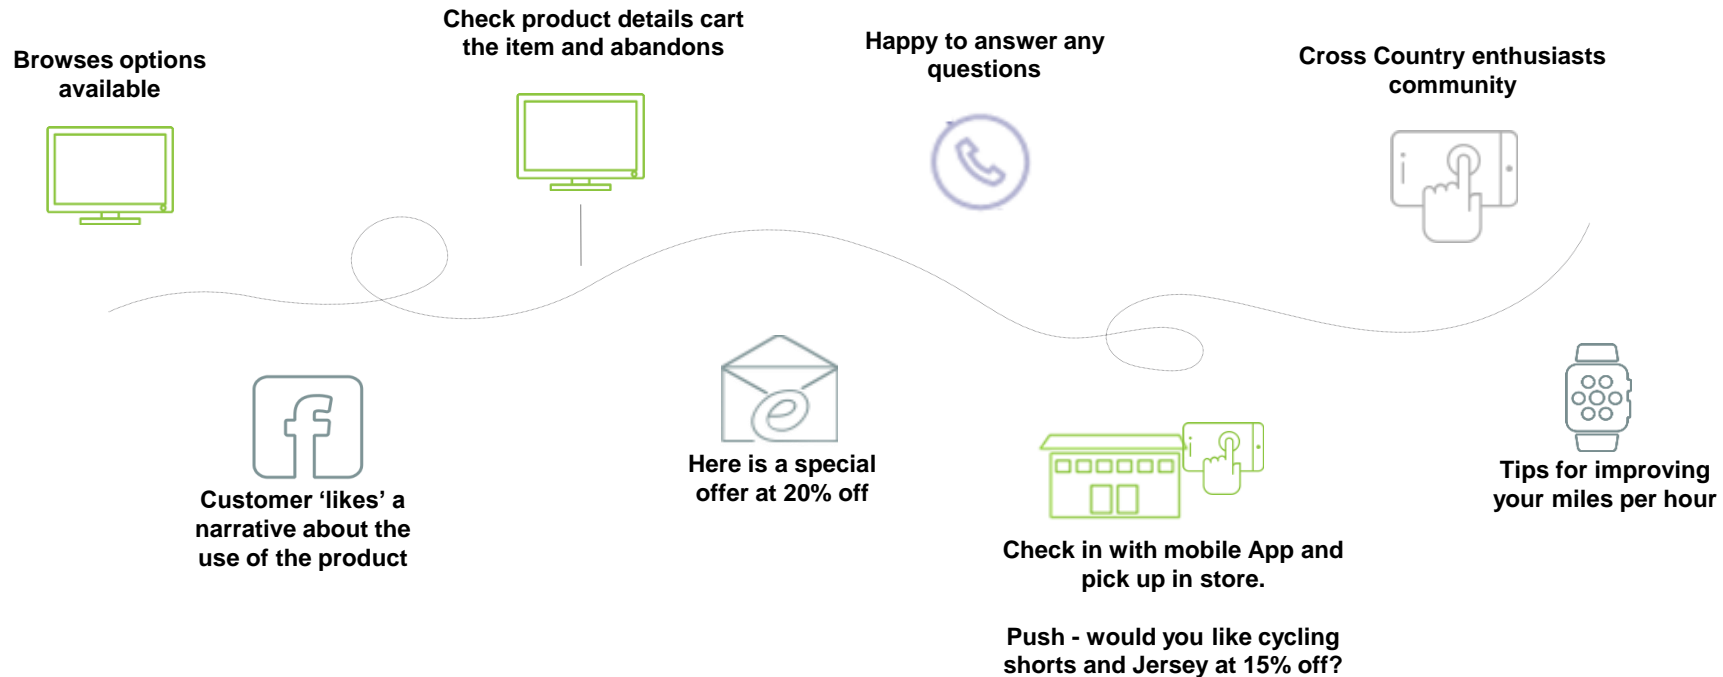 Browses options
available
Customer ‘likes’ a
narrative about the
use of the product
Check product details cart
the item and abandons
Here is a special
offer at 20% off
Happy to answer any
questions
Check in with mobile App and
pick up in store.
Push - would you like cycling
shorts and Jersey at 15% off?
Cross Country enthusiasts
community
Tips for improving
your miles per hour